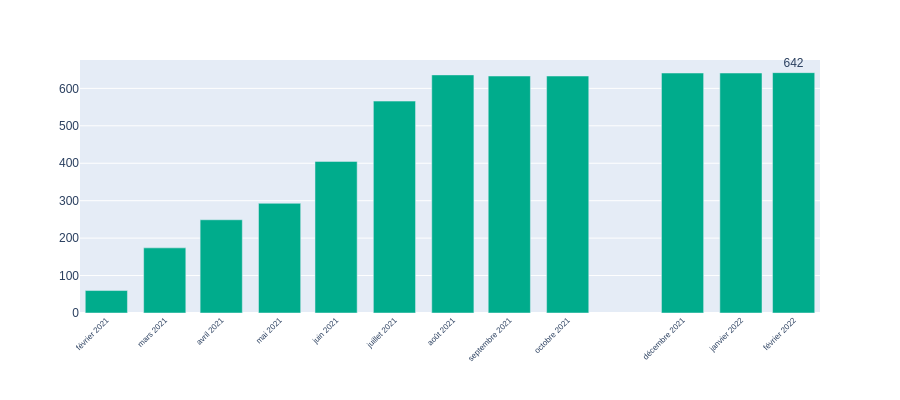 642
600
500
400
300
200
100
0
février 2021
mars 2021
avril 2021
mai 2021
juin 2021
juillet 2021
août 2021
septembre 2021
octobre 2021
décembre 2021
janvier 2022
février 2022